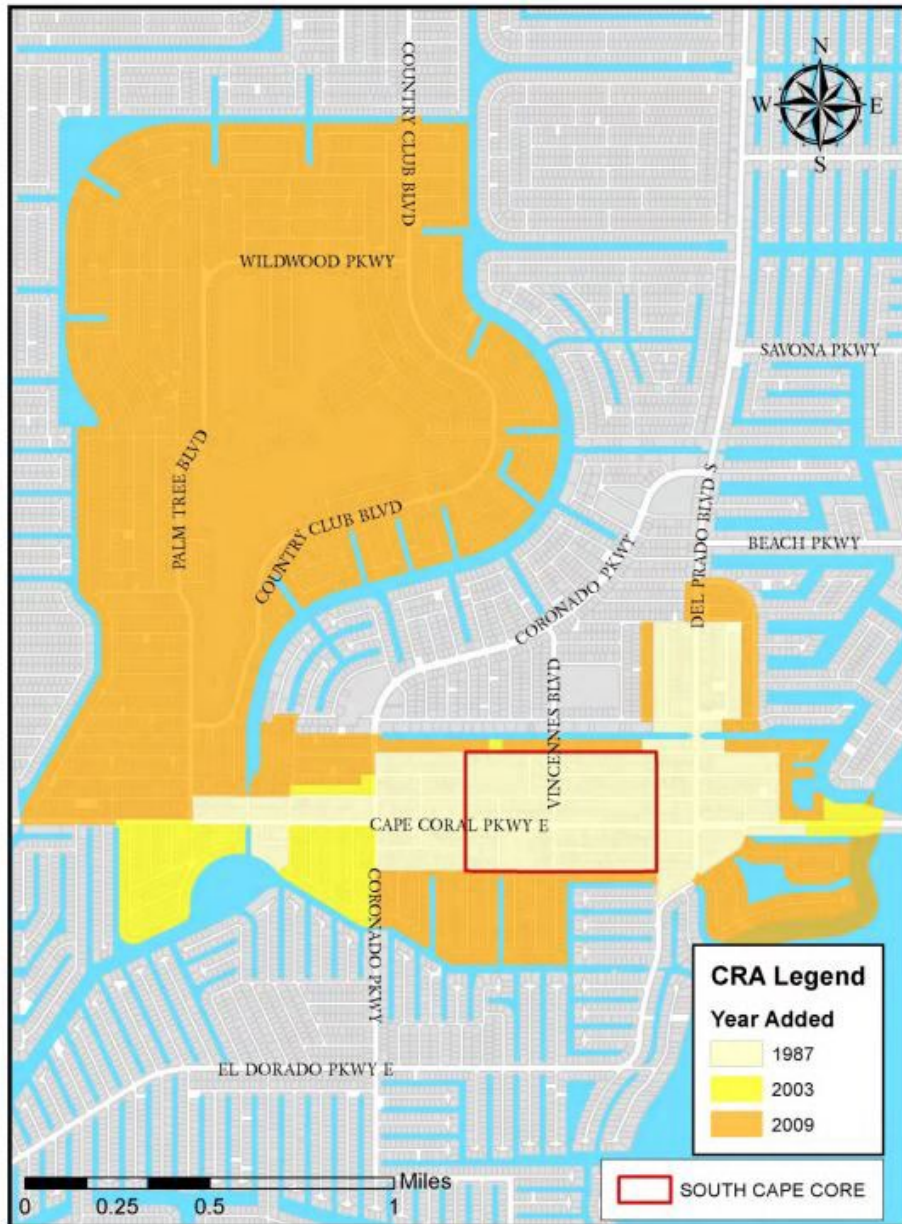 COUNTRY CLUB BLVD
N
W
E
S
WILDWOOD PKWY
SAVONA PKWY
PALM TREE BLVD
COUNTRY CLUB BLVD
DEL PRADO BLVD S
BEACH PKWY
CORONADO PKWY
VINCENNES BLVD
CAPE CORAL PKWY E
CORONADO PKWY
EL DORADO PKWY E
CRA Legend
Year Added
1987
2003
2009
SOUTH CAPE CORE
Miles
0 0.25 0.5 1